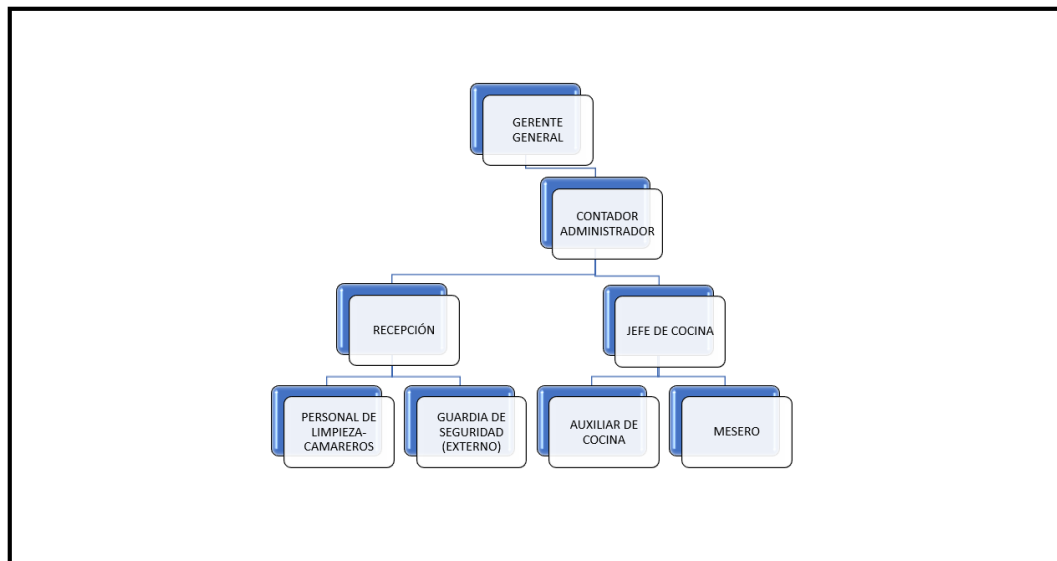 GERENTE
GENERAL
CONTADOR
ADMINISTRADOR
RECEPCIÓN
JEFE DE COCINA
PERSONAL DE
LIMPIEZA-
CAMAREROS
GUARDIA DE
SEGURIDAD
(EXTERNO)
AUXILIAR DE
COCINA
MESERO